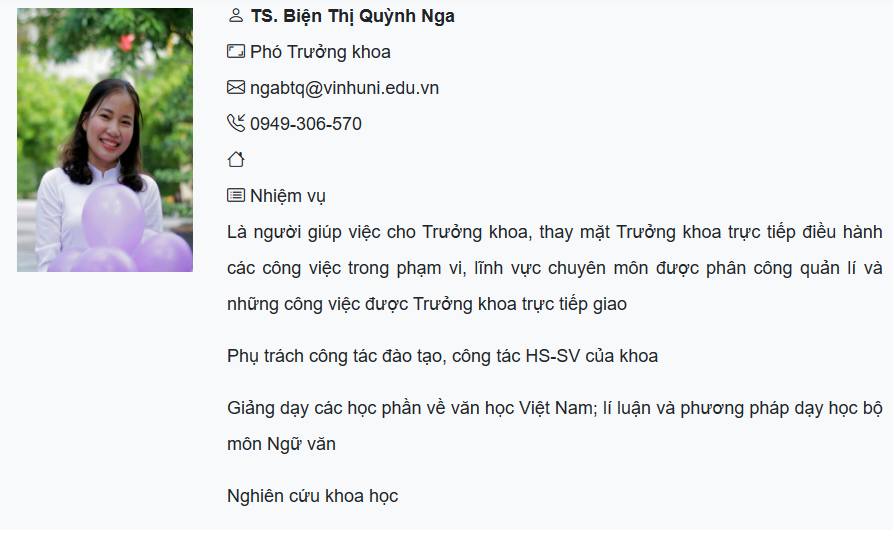 TS. Biện Thị Quỳnh Nga
Phó Trưởng khoa
ngabtq@vinhuni.edu.vn
0949-306-570
Nhiệm vụ
Là người giúp việc cho Trưởng khoa, thay mặt Trưởng khoa trực tiếp điều hành
các công việc trong phạm vi, lĩnh vực chuyên môn được phân công quản lí và
những công việc được Trưởng khoa trực tiếp giao
Phụ trách công tác đào tạo, công tác HS-SV của khoa
Giảng dạy các học phần về văn học Việt Nam; lí luận và phương pháp dạy học bộ
môn Ngữ văn
Nghiên cứu khoa học